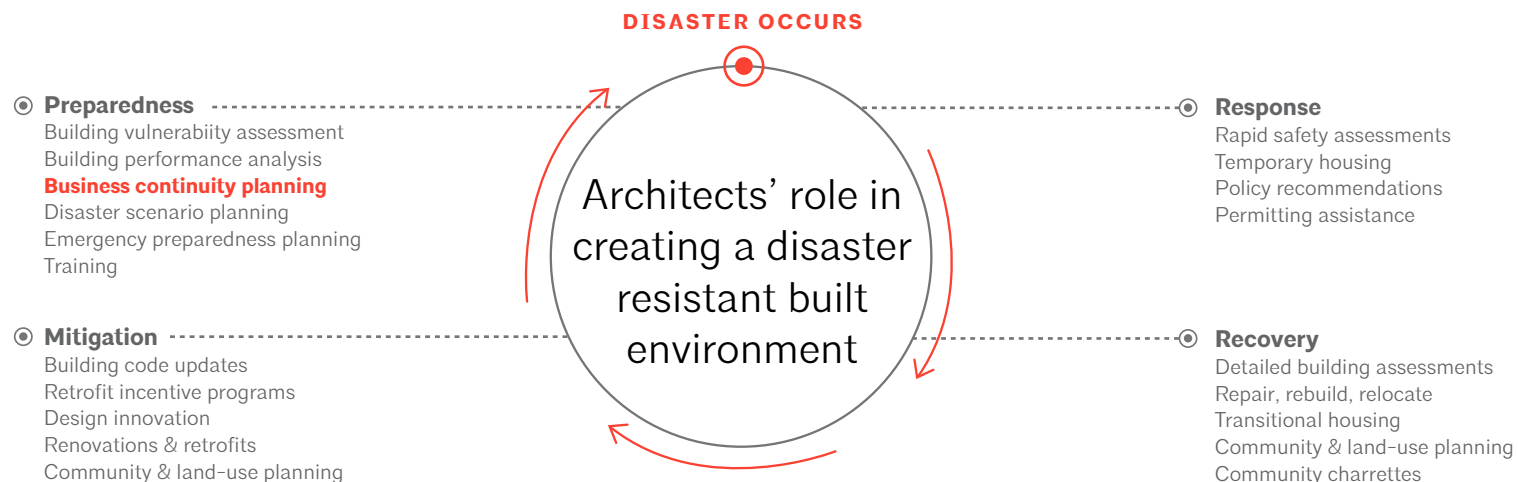 DISASTER OCCURS
Preparedness
Building vulnerabiity assessment
Building performance analysis
Business continuity planning
Disaster scenario planning
Emergency preparedness planning
Training
Mitigation
Building code updates
Retrofit incentive programs
Design innovation
Renovations & retrofits
Community & land-use planning
Architects’ role in
creating a disaster
resistant built
environment
Response
Rapid safety assessments
Temporary housing
Policy recommendations
Permitting assistance
Recovery
Detailed building assessments
Repair, rebuild, relocate
Transitional housing
Community & land-use planning
Community charrettes